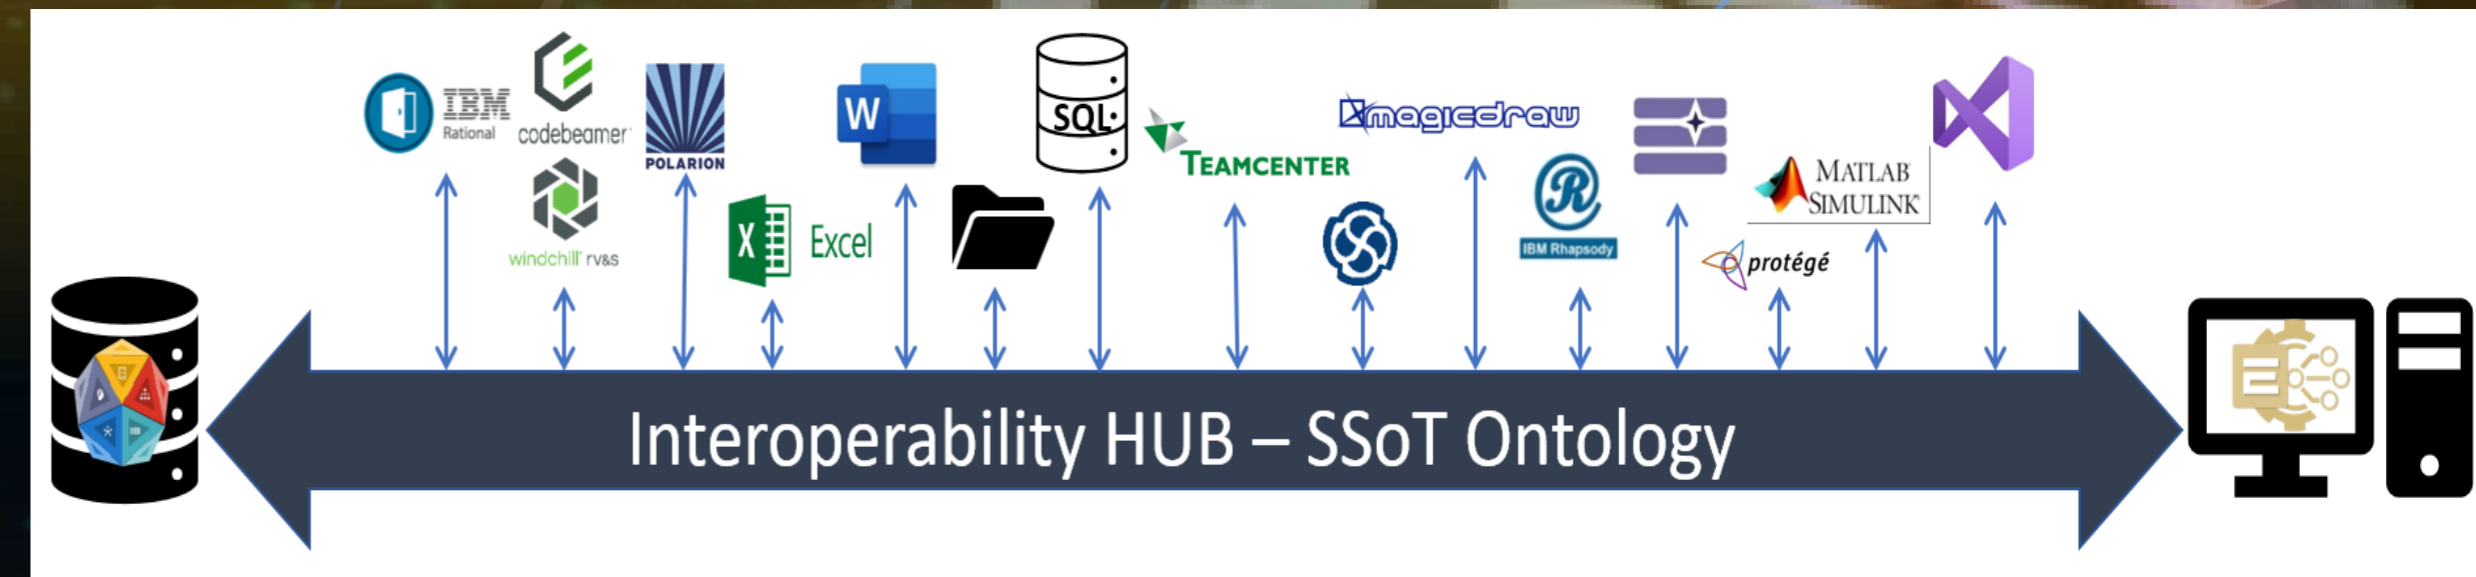 IBM
Rational
codebeamer
windchill rv&s
POLARION
X
Excel
W
SQL
TEAMCENTER
magicdraw
R
IBM Rhapsody
MATLAB
SIMULINK
protégé
Interoperability HUB – SSoT Ontology
E